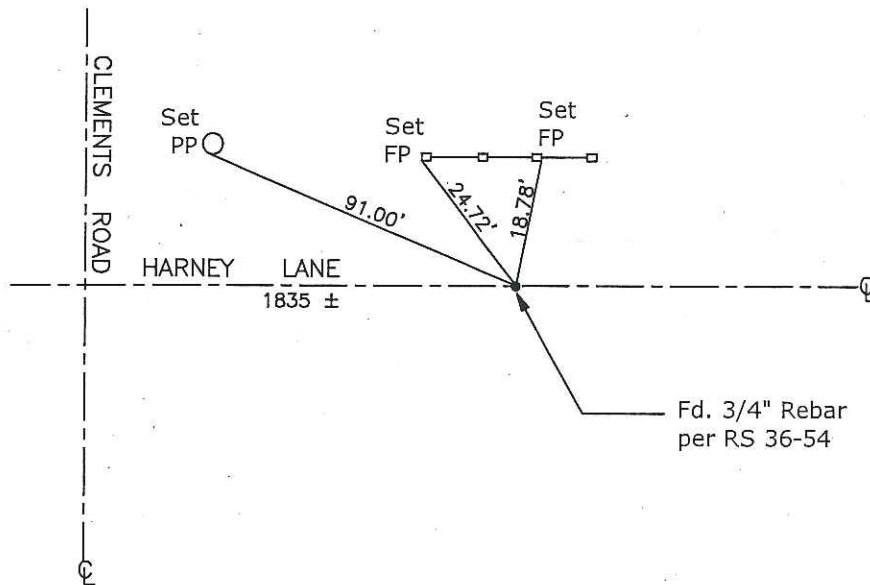 CLEMENTS ROAD
Set
PP
Set
FP
Set
FP
91.00'
24.72'
18.78'
HARNEY LANE
1835 ±
℄
Fd. 3/4" Rebar
per RS 36-54
℄